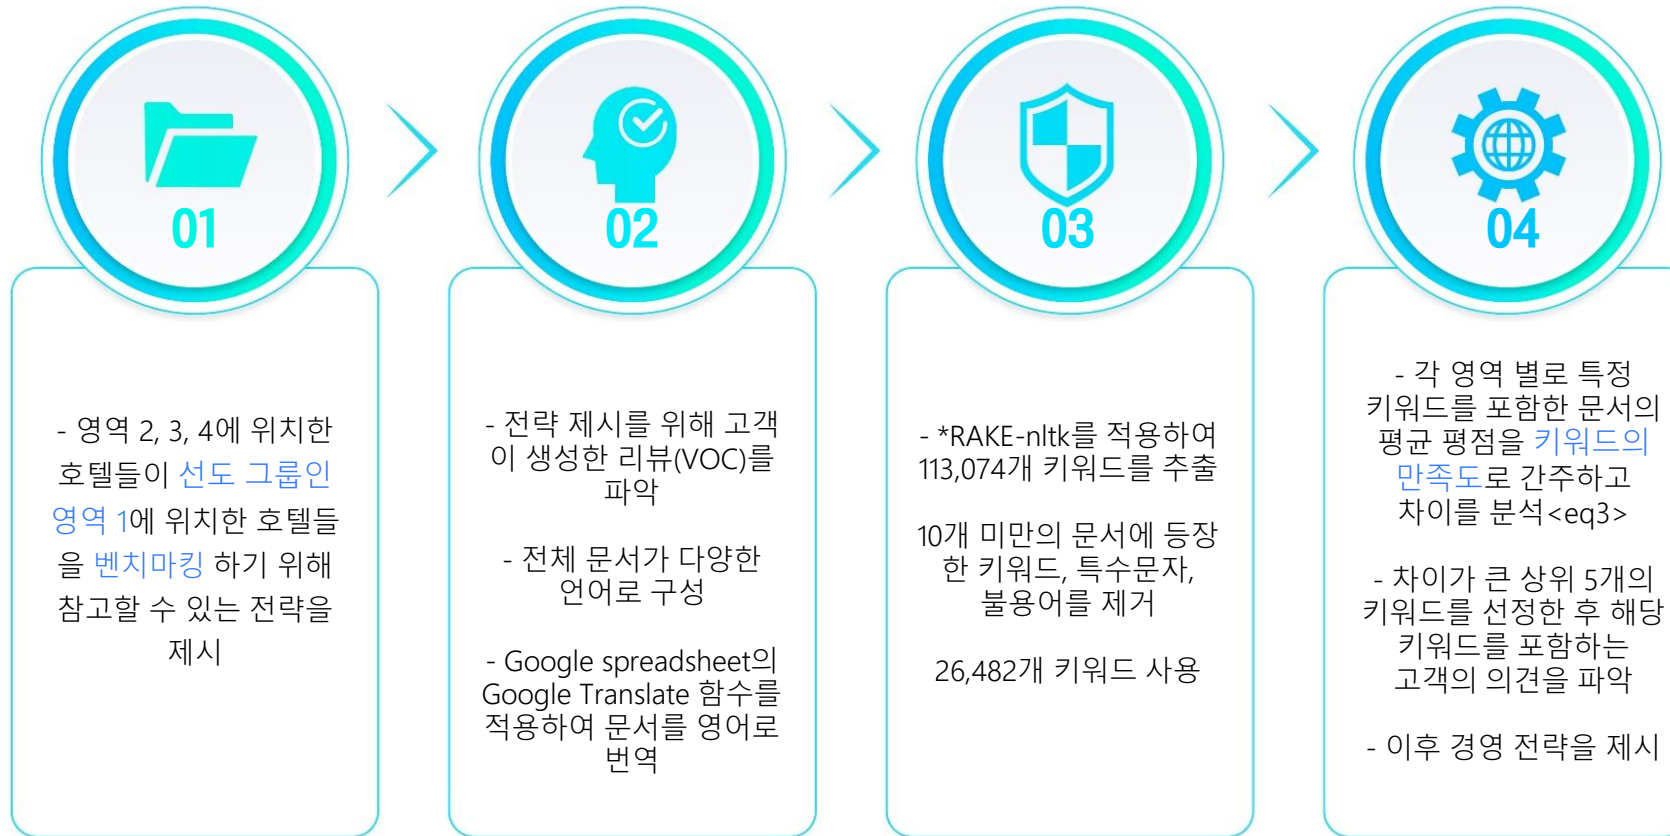 01
- 영역 2, 3, 4에 위치한
호텔들이 선도 그룹인
영역 1에 위치한 호텔들
을 벤치마킹 하기 위해
참고할 수 있는 전략을
제시
02
- 전략 제시를 위해 고객
이 생성한 리뷰(VOC)를
파악
- 전체 문서가 다양한
언어로 구성
- Google spreadsheet의
Google Translate 함수를
적용하여 문서를 영어로
번역
03
- *RAKE-nltk를 적용하여
113,074개 키워드를 추출
10개 미만의 문서에 등장
한 키워드, 특수문자,
불용어를 제거
26,482개 키워드 사용
04
- 각 영역 별로 특정
키워드를 포함한 문서의
평균 평점을 키워드의
만족도로 간주하고
차이를 분석<eq3>
- 차이가 큰 상위 5개의
키워드를 선정한 후 해당
키워드를 포함하는
고객의 의견을 파악
- 이후 경영 전략을 제시